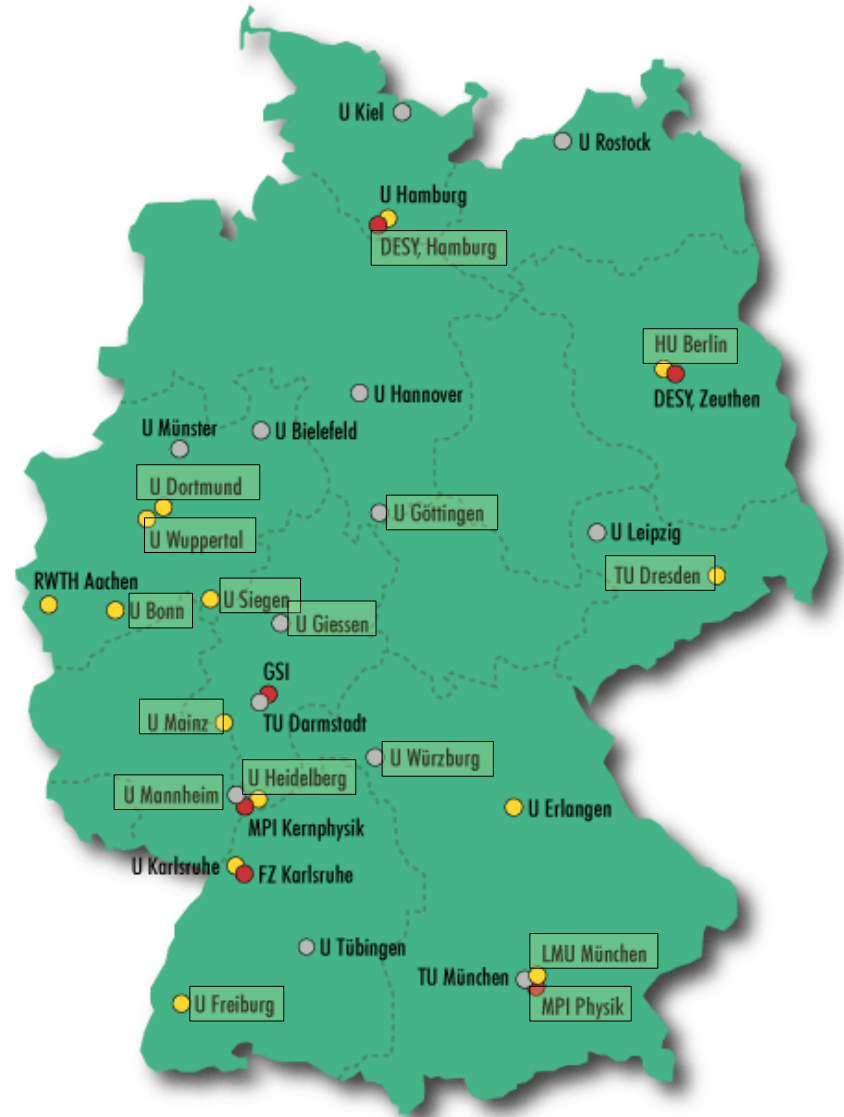 U Kiel
U Rostock
U Hamburg
DESY, Hamburg
HU Berlin
DESY, Zeuthen
U Hannover
U Münster
U Bielefeld
U Dortmund
U Göttingen
U Wuppertal
U Leipzig
TU Dresden
RWTH Aachen
U Siegen
U Bonn
U Giessen
GSI
U Mainz
TU Darmstadt
U Würzburg
U Heidelberg
U Mannheim
U Erlangen
MPI Kernphysik
U Karlsruhe
FZ Karlsruhe
U Tübingen
LMU München
TU München
U Freiburg
MPI Physik